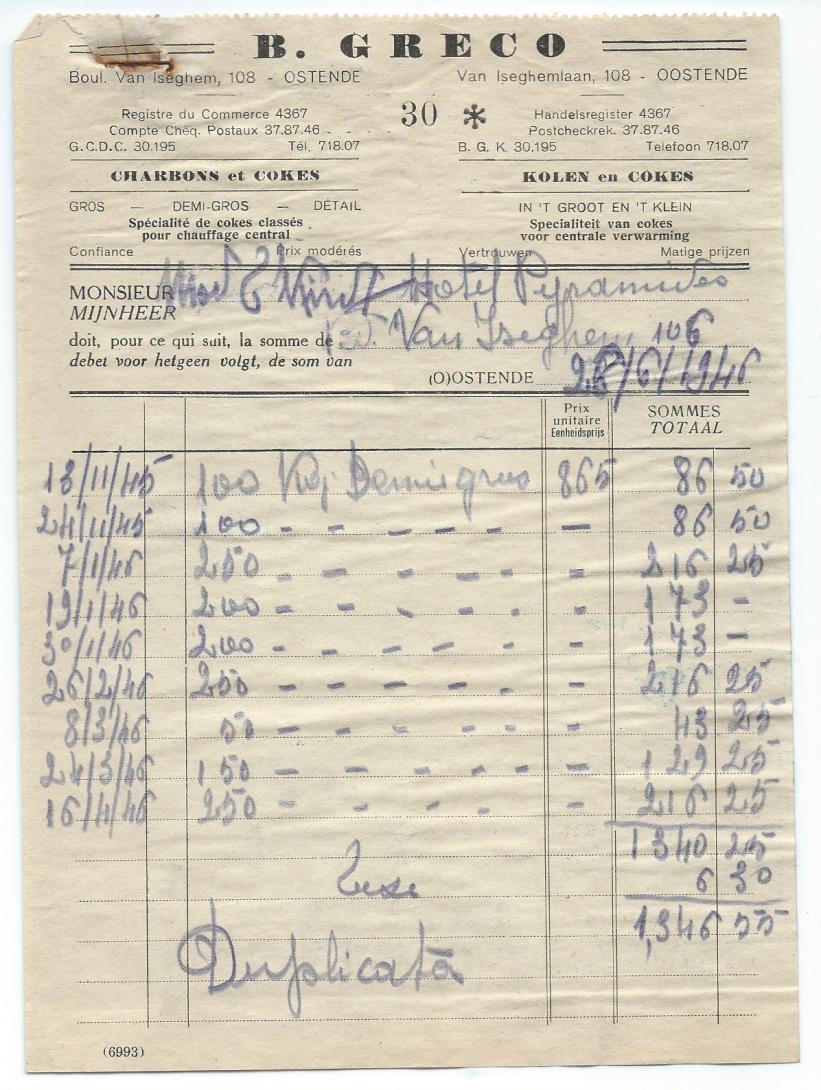 B. GRECO
Boul. Van Iseghem, 108 - OSTENDE
Van Iseghemlaan, 108 - OOSTENDE
30 *
Registre du Commerce 4367
Compte Chèq. Postaux 37.87.46
G.C.D.C. 30.195 Tél. 718.07
Handelsregister 4367
Postcheckrek. 37.87.46
B. G. K. 30.195 Telefoon 718.07
CHARBONS et COKES
KOLEN en COKES
GROS — DEMI-GROS — DÉTAIL
Spécialité de cokes classés
pour chauffage central
Confiance Prix modérés
IN 'T GROOT EN 'T KLEIN
Specialiteit van cokes
voor centrale verwarming
Vertrouwen Matige prijzen
MONSIEUR Hotel Pyramides
MIJNHEER
doit, pour ce qui suit, la somme de Van Iseghem 106
debet voor hetgeen volgt, de som van
(O)OSTENDE 28/6/1946
Prix unitaire Eenheidsprijs
SOMMES TOTAAL
13/11/45 100 Kg Demi gras 865 86 50
24/11/45 100 - - - - - - 86 50
7/1/46 250 - - - - - - 216 25
19/1/46 200 - - - - - - 173 -
30/1/46 200 - - - - - - 173 -
26/2/46 250 - - - - - - 216 25
8/3/46 50 - - - - - - 43 25
24/3/46 150 - - - - - - - 129 25
16/4/46 250 - - - - - 216 25
1340 25
6 30
1,346 55
Duplicata
(6993)